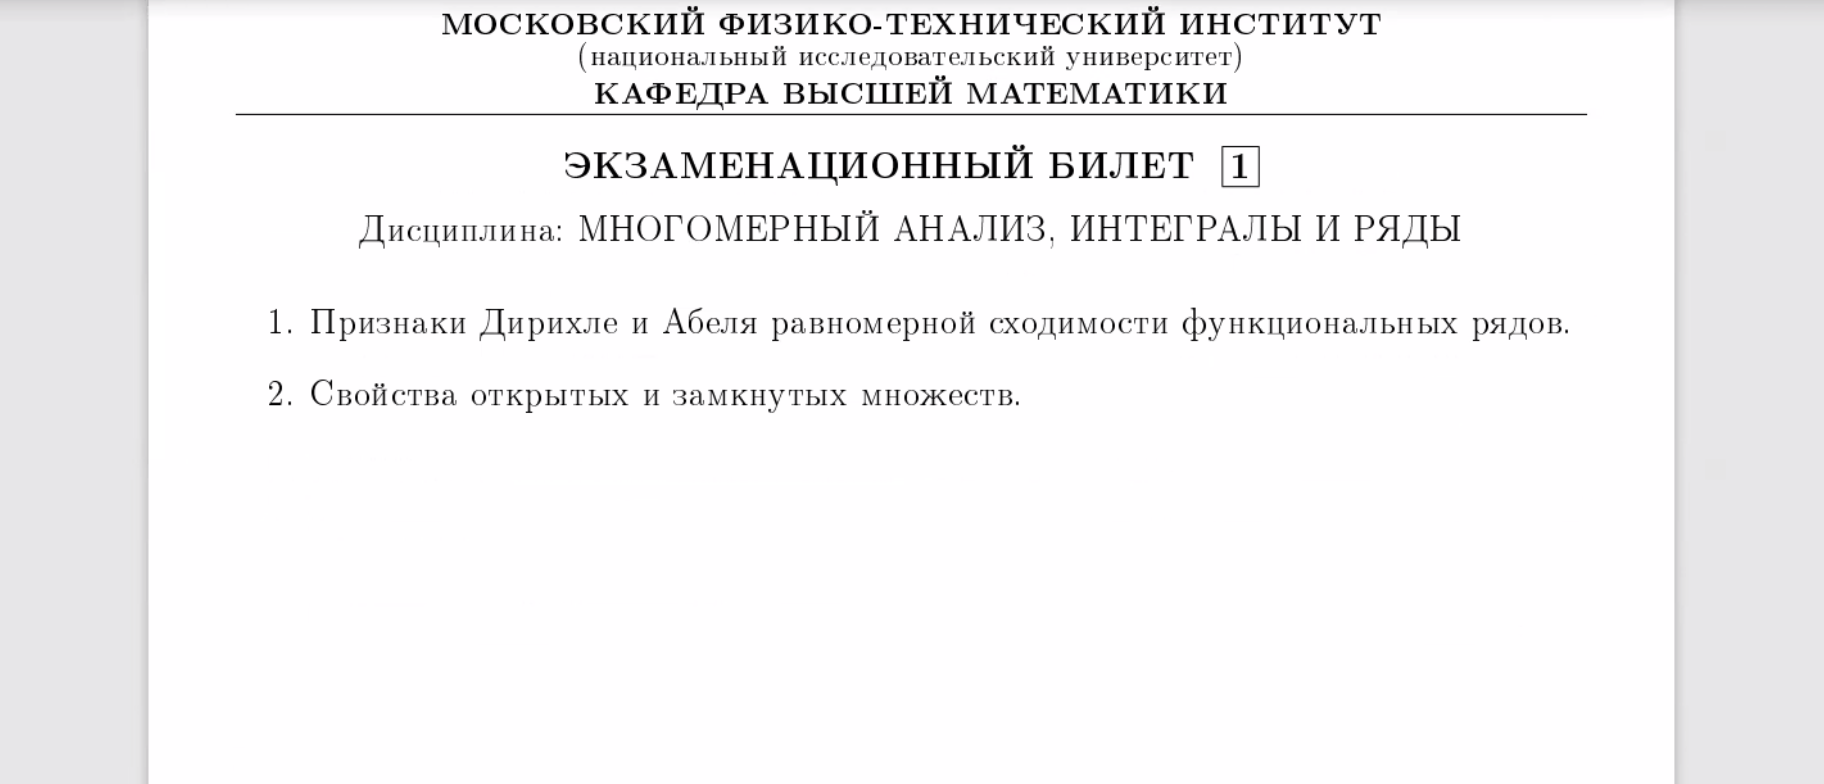 МОСКОВСКИЙ ФИЗИКО-ТЕХНИЧЕСКИЙ ИНСТИТУТ
(национальный исследовательский университет)
КАФЕДРА ВЫСШЕЙ МАТЕМАТИКИ
ЭКЗАМЕНАЦИОННЫЙ БИЛЕТ 1
Дисциплина: МНОГОМЕРНЫЙ АНАЛИЗ, ИНТЕГРАЛЫ И РЯДЫ
1. Признаки Дирихле и Абеля равномерной сходимости функциональных рядов.
2. Свойства открытых и замкнутых множеств.